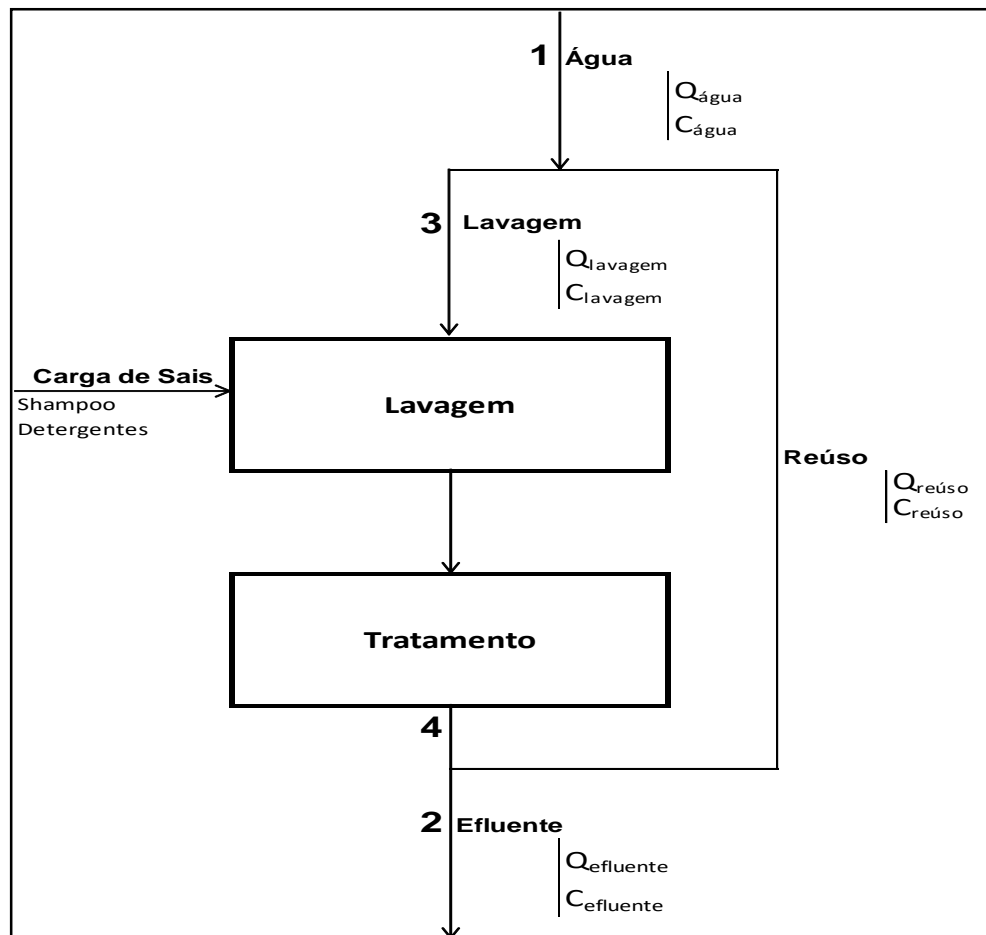 1 Água
Qágua
Cágua
3 Lavagem
Qlavagem
Clavagem
Carga de Sais
Shampoo
Detergentes
Lavagem
Reúso
Qreúso
Creúso
Tratamento
4
2 Efluente
Qefluente
Cefluente